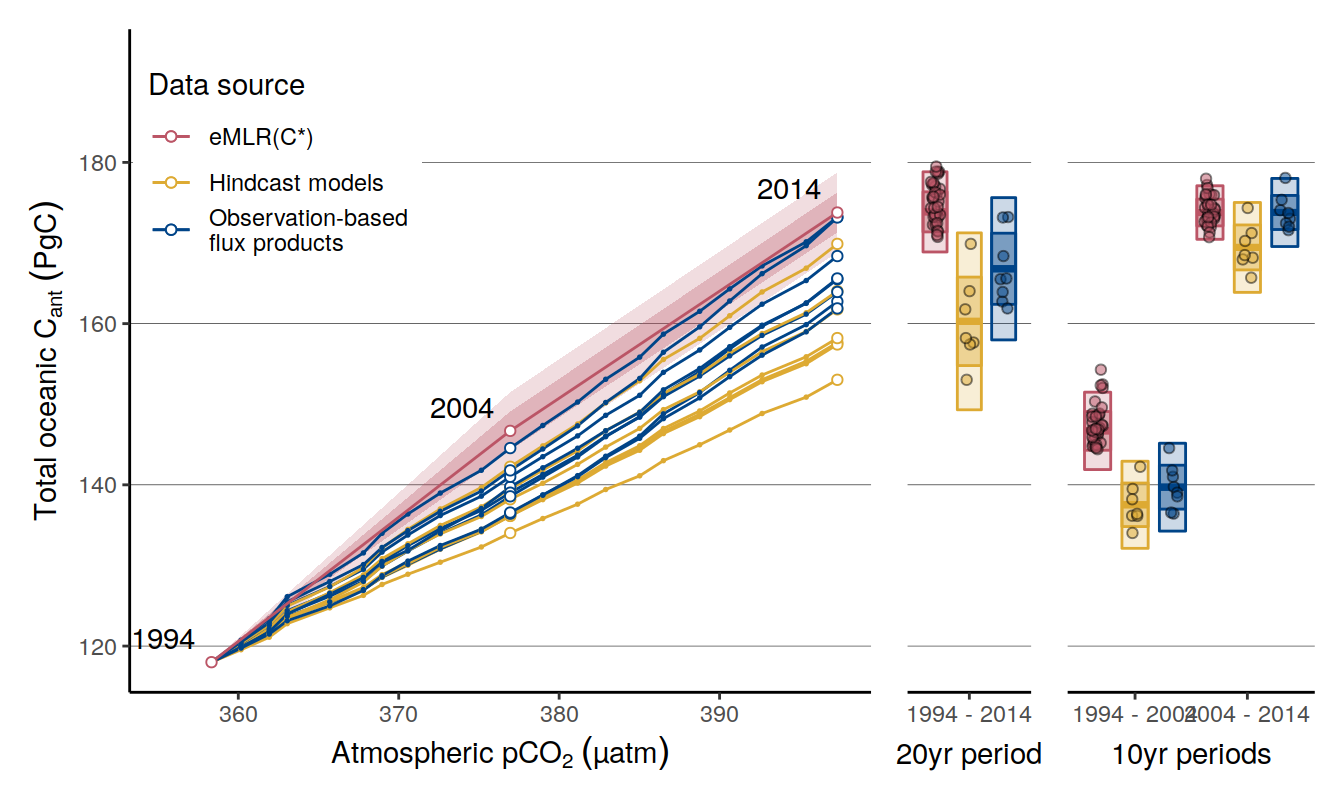 Data source
eMLR(C*)
Hindcast models
Observation-based
flux products
Total oceanic Cant (PgC)
180
160
140
120
1994
2004
2014
360
370
380
390
Atmospheric pCO2 (µatm)
1994 - 2014
20yr period
1994 - 2004
2004 - 2014
10yr periods